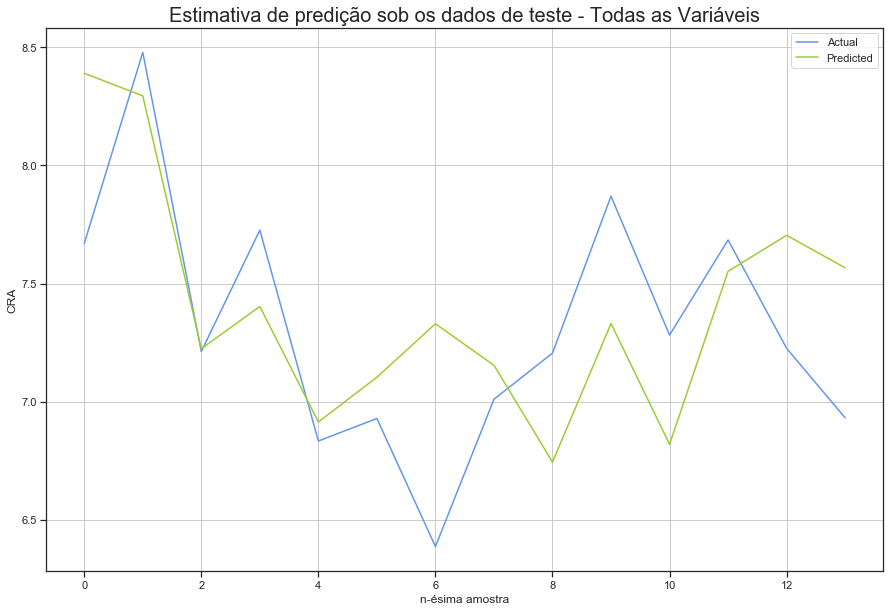 Estimativa de predição sob os dados de teste - Todas as Variáveis
Actual
Predicted
8.5
8.0
7.5
7.0
6.5
CRA
0 2 4 6 8 10 12
n-ésima amostra